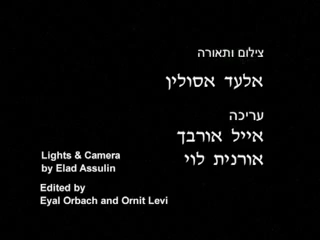 צילום ותאורה
אלעד אסולין
עריכה
אייל אורבך
אורנית לוי
Lights & Camera
by Elad Assulin
Edited by
Eyal Orbach and Ornit Levi